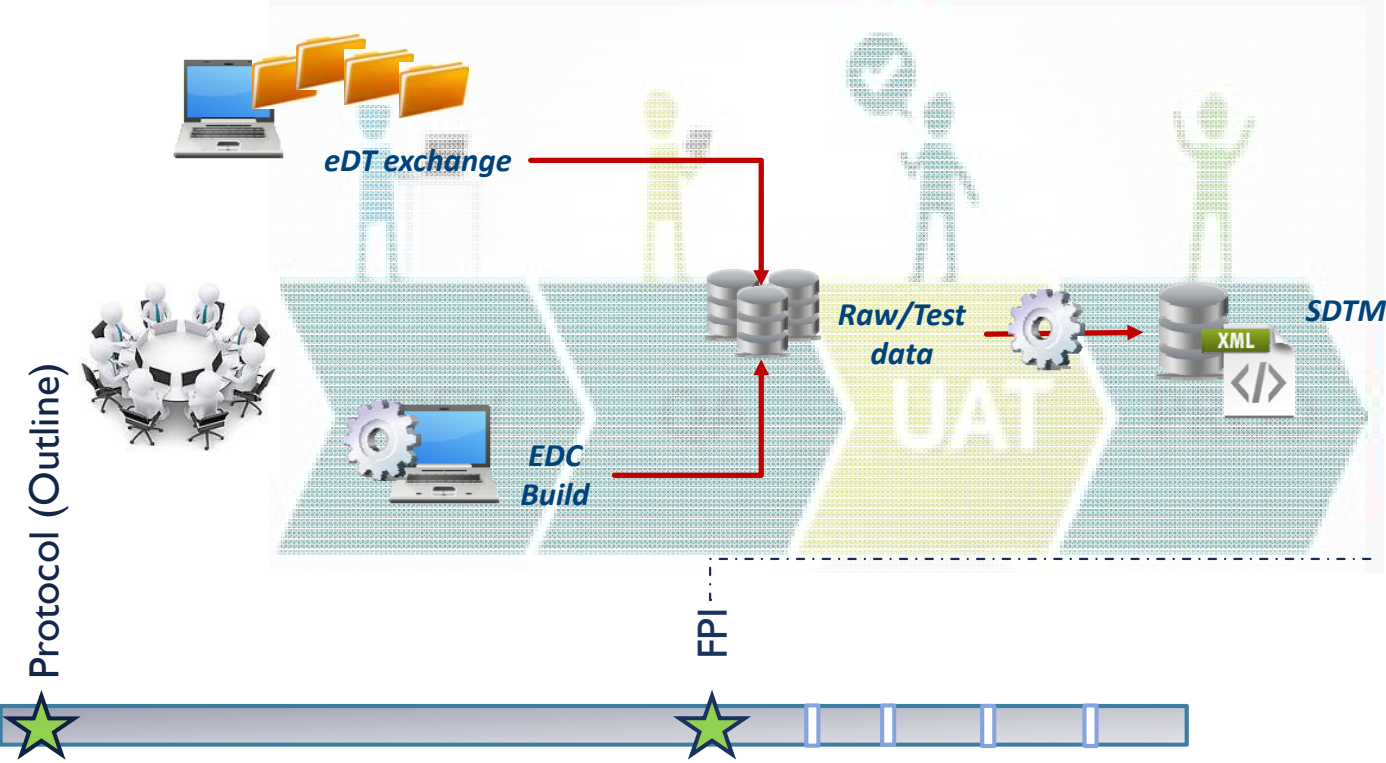 eDT exchange
Raw/Test
data
SDTM
XML
</>
UAT
EDC
Build
Protocol (Outline)
FPI